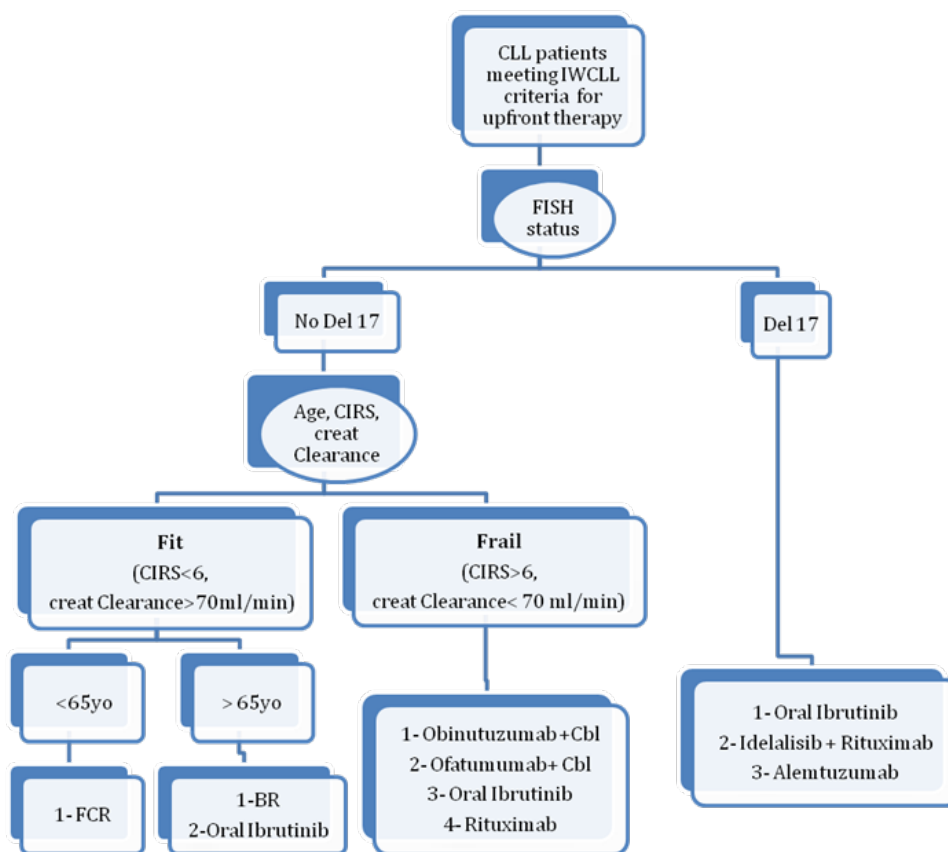 CLL patients
meeting IWCLL
criteria for
upfront therapy
FISH
status
No Del 17
Del 17
Age, CIRS,
creat
Clearance
Fit
(CIRS<6,
creat Clearance>70ml/min)
Frail
(CIRS>6,
creat Clearance< 70 ml/min)
<65yo
> 65yo
1- FCR
1-BR
2-Oral Ibrutinib
1- Obinutuzumab+Cbl
2- Ofatumumab+ Cbl
3- Oral Ibrutinib
4- Rituximab
1- Oral Ibrutinib
2- Idelalisib + Rituximab
3- Alemtuzumab